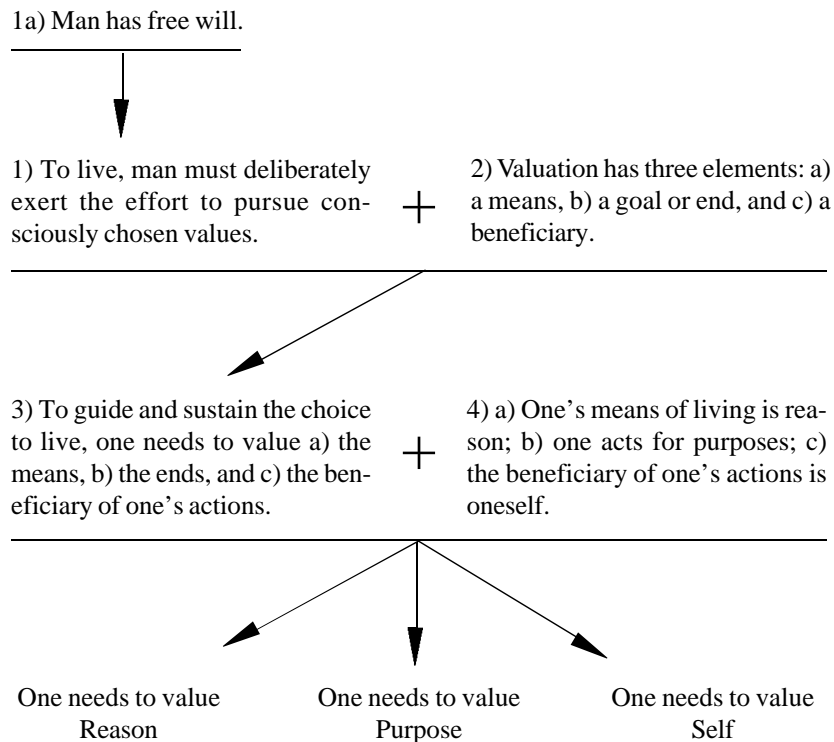 1a) Man has free will.
1) To live, man must deliberately
exert the effort to pursue con-
sciously chosen values.
+
2) Valuation has three elements: a)
a means, b) a goal or end, and c) a
beneficiary.
3) To guide and sustain the choice
to live, one needs to value a) the
means, b) the ends, and c) the ben-
eficiary of one’s actions.
+
4) a) One’s means of living is rea-
son; b) one acts for purposes; c)
the beneficiary of one’s actions is
oneself.
One needs to value
Reason
One needs to value
Purpose
One needs to value
Self